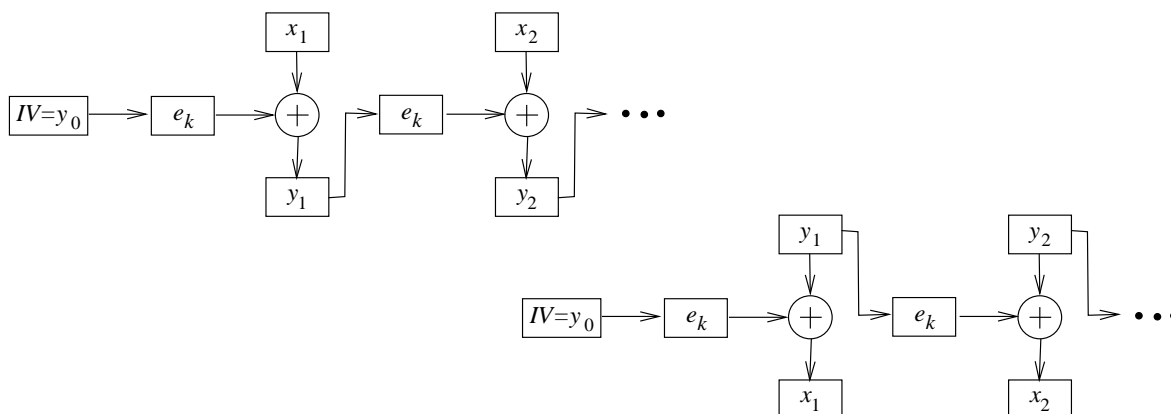 x1 x2
IV=y0 ek + ek + •••
y1 y2
y1 y2
IV=y0 ek + ek + •••
x1 x2